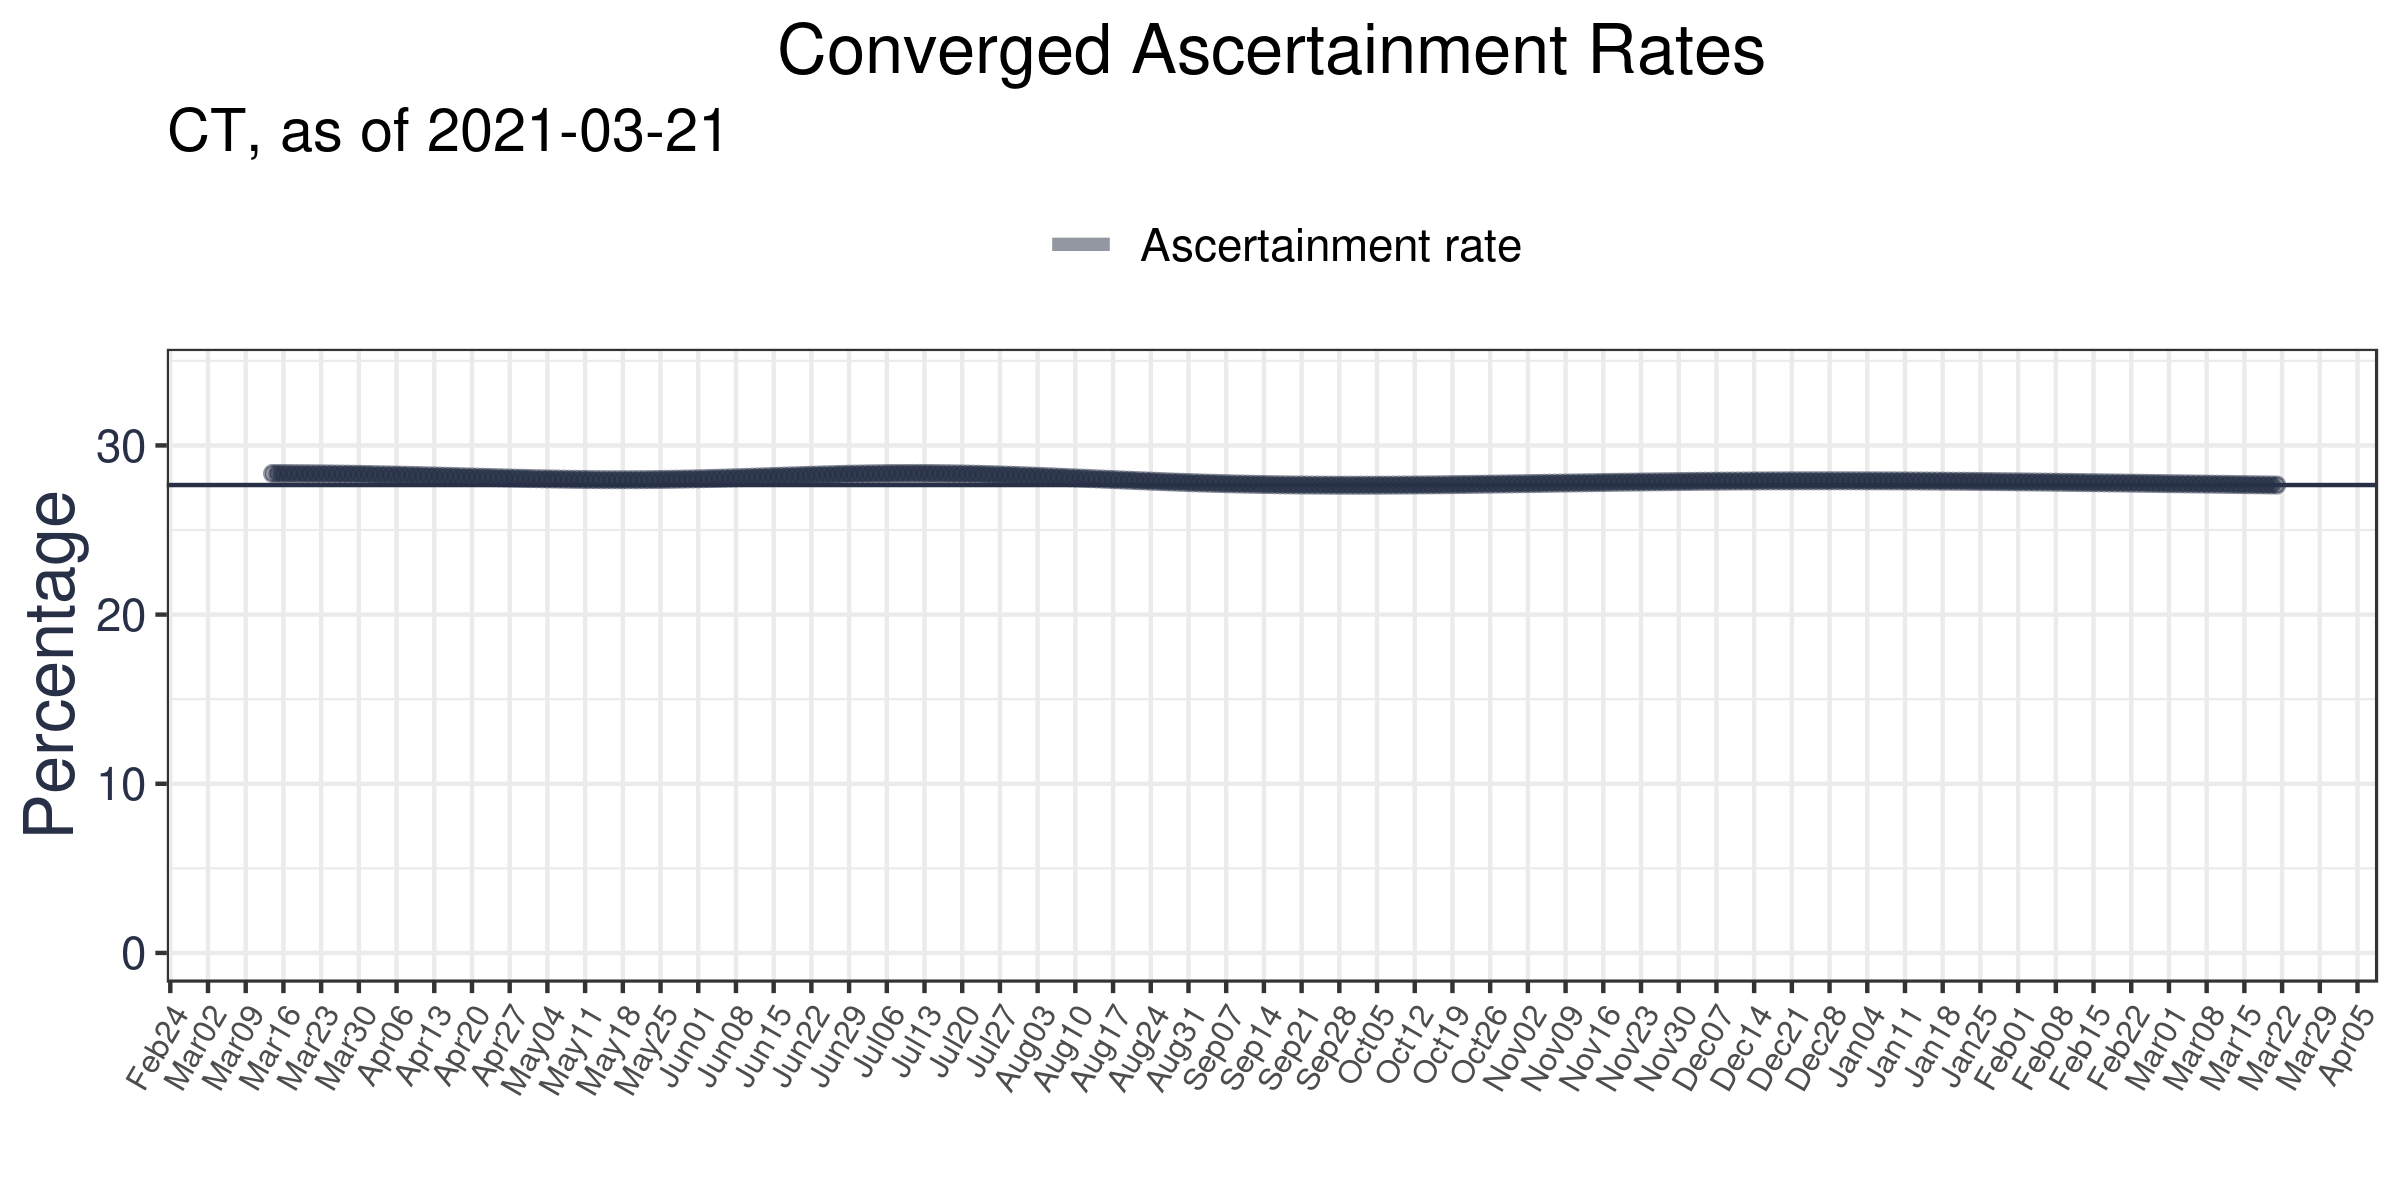 Converged Ascertainment Rates
CT, as of 2021-03-21
Ascertainment rate
Percentage
30
20
10
0
Feb24 Mar02 Mar09 Mar16 Mar23 Mar30 Apr06 Apr13 Apr20 Apr27 May04 May11 May18 May25 Jun01 Jun08 Jun15 Jun22 Jun29 Jul06 Jul13 Jul20 Jul27 Aug03 Aug10 Aug17 Aug24 Aug31 Sep07 Sep14 Sep21 Sep28 Oct05 Oct12 Oct19 Oct26 Nov02 Nov09 Nov16 Nov23 Nov30 Dec07 Dec14 Dec21 Dec28 Jan04 Jan11 Jan18 Jan25 Feb01 Feb08 Feb15 Feb22 Mar01 Mar08 Mar15 Mar22 Mar29 Apr05